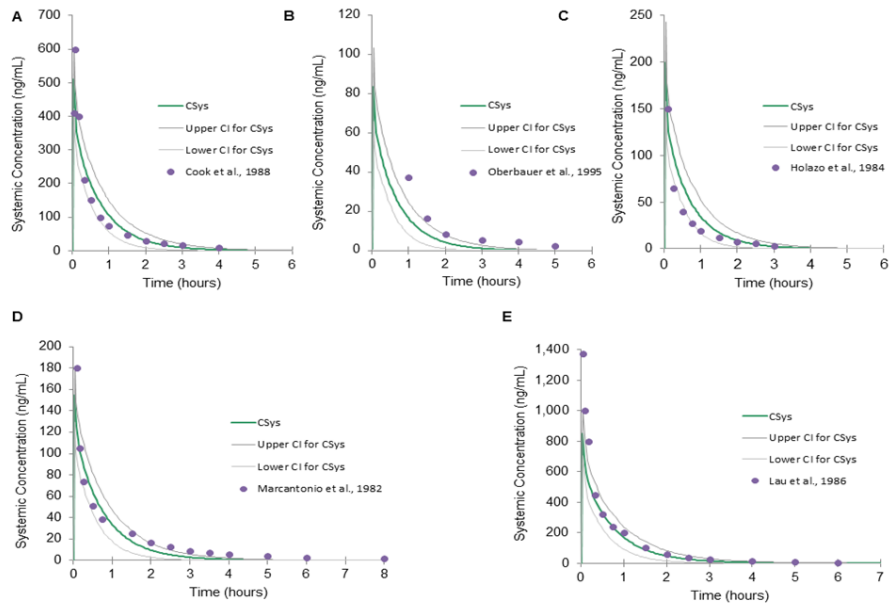 A
Systemic Concentration (ng/mL)
700
600
500
400
300
200
100
0
0 1 2 3 4 5 6
Time (hours)
CSys
Upper CI for CSys
Lower CI for CSys
Cook et al., 1988
B
Systemic Concentration (ng/mL)
120
100
80
60
40
20
0
0 1 2 3 4 5 6
Time (hours)
CSys
Upper CI for CSys
Lower CI for CSys
Oberbauer et al., 1995
C
Systemic Concentration (ng/mL)
250
200
150
100
50
0
0 1 2 3 4 5 6
Time (hours)
CSys
Upper CI for CSys
Lower CI for CSys
Holazo et al., 1984
D
Systemic Concentration (ng/mL)
200
180
160
140
120
100
80
60
40
20
0
0 1 2 3 4 5 6 7 8
Time (hours)
CSys
Upper CI for CSys
Lower CI for CSys
Marcantonio et al., 1982
E
Systemic Concentration (ng/mL)
1,400
1,200
1,000
800
600
400
200
0
0 1 2 3 4 5 6 7
Time (hours)
CSys
Upper CI for CSys
Lower CI for CSys
Lau et al., 1986